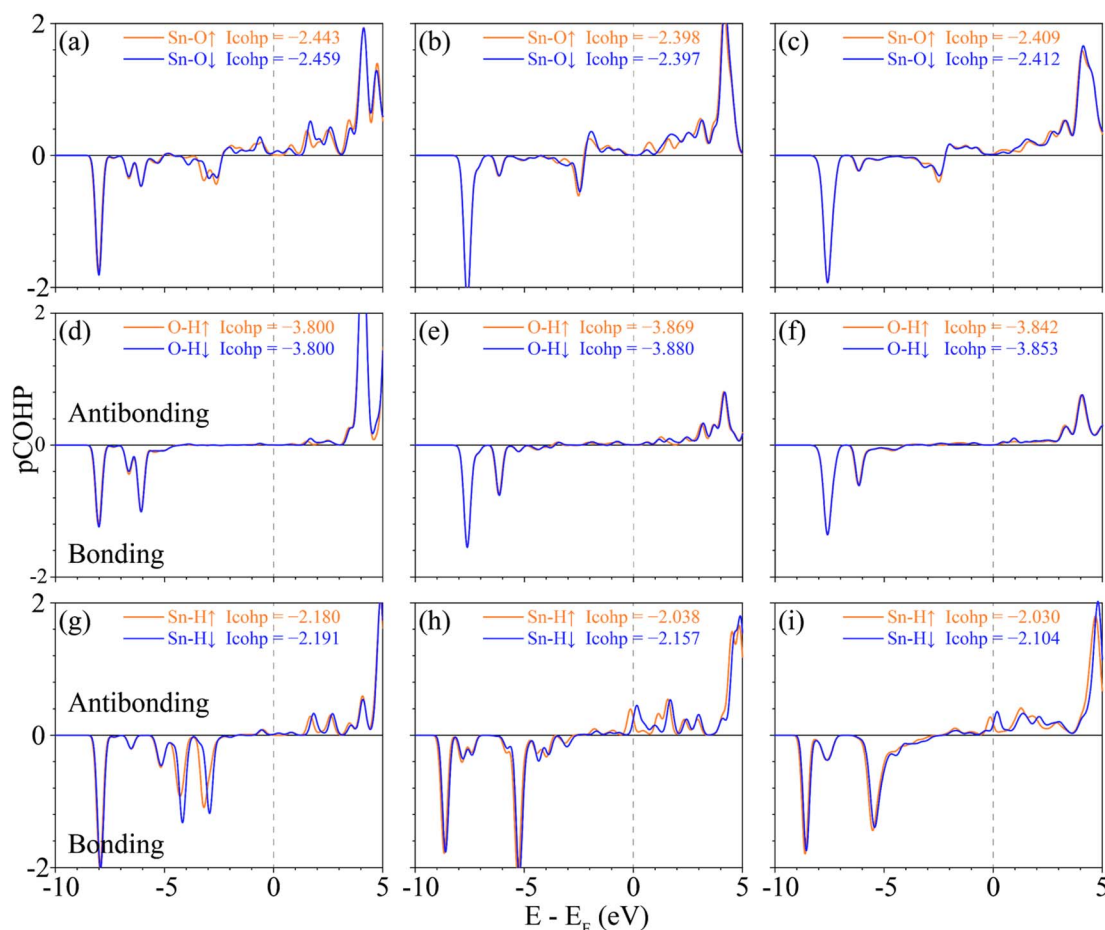 2
(a)
Sn-O↑ Icohp = −2.443
Sn-O↓ Icohp = −2.459
(b)
Sn-O↑ Icohp = −2.398
Sn-O↓ Icohp = −2.397
(c)
Sn-O↑ Icohp = −2.409
Sn-O↓ Icohp = −2.412
0
-2
2
(d)
O-H↑ Icohp = −3.800
O-H↓ Icohp = −3.800
(e)
O-H↑ Icohp = −3.869
O-H↓ Icohp = −3.880
(f)
O-H↑ Icohp = −3.842
O-H↓ Icohp = −3.853
Antibonding
0
pCOHP
Bonding
-2
2
(g)
Sn-H↑ Icohp = −2.180
Sn-H↓ Icohp = −2.191
(h)
Sn-H↑ Icohp = −2.038
Sn-H↓ Icohp = −2.157
(i)
Sn-H↑ Icohp = −2.030
Sn-H↓ Icohp = −2.104
Antibonding
0
Bonding
-2
-10 -5 0 5 -10 -5 0 5 -10 -5 0 5
E - E_F (eV)